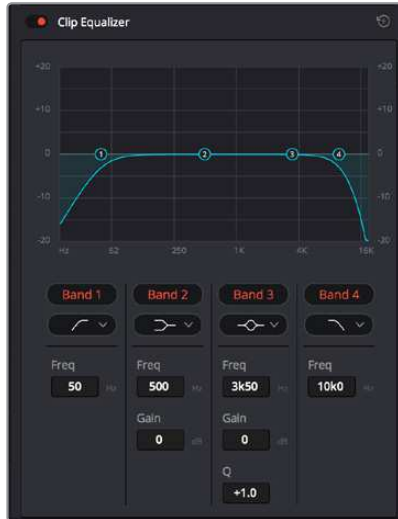 Clip Equalizer
+20 +20
+10 +10
1 2 3 4
0 0
-10 -10
-20 -20
Hz 62 250 1K 4K 16K
Band 1 Band 2 Band 3 Band 4
Freq Freq Freq Freq
50 Hz 500 Hz 3k50 Hz 10k0 Hz
Gain Gain
0 dB 0 dB
Q
+1.0